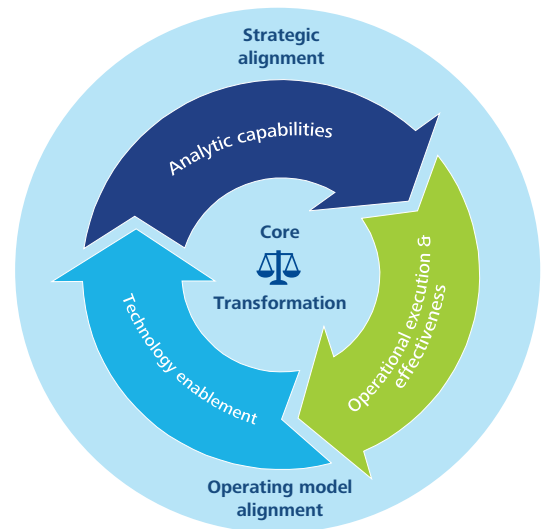 Strategic
alignment
Analytic capabilities
Core
Transformation
Operational execution &
effectiveness
Technology enablement
Operating model
alignment